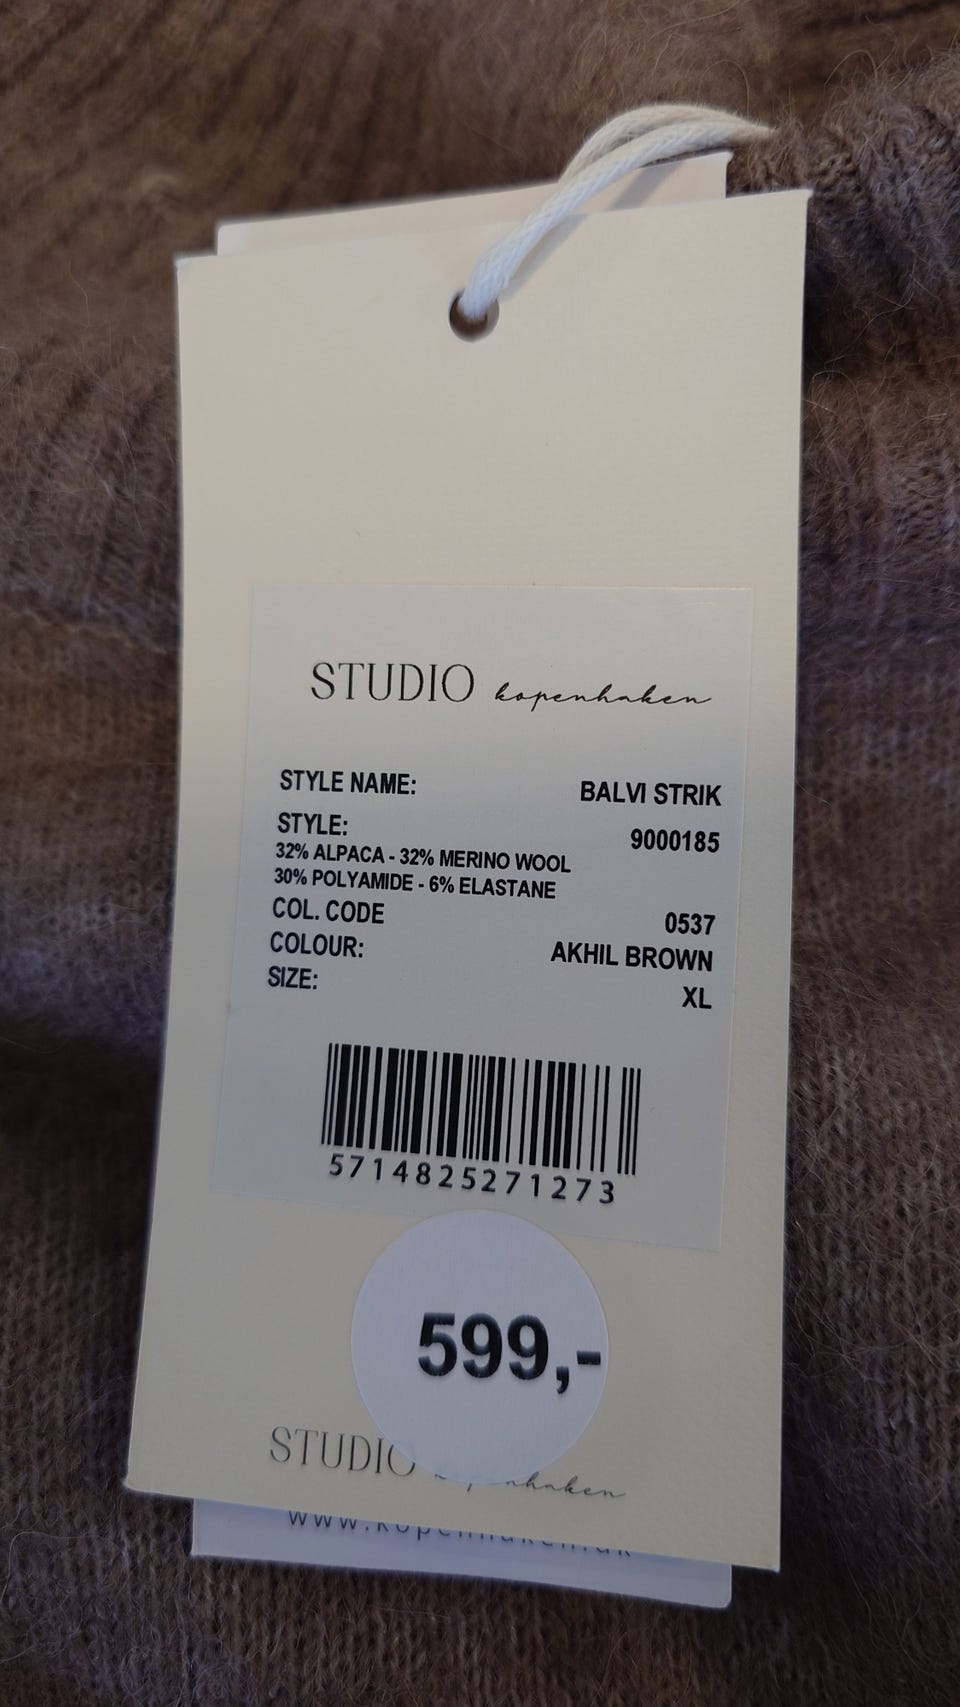 STUDIO kopenhaken
STYLE NAME: BALVI STRIK
STYLE: 9000185
32% ALPACA - 32% MERINO WOOL
30% POLYAMIDE - 6% ELASTANE
COL. CODE 0537
COLOUR: AKHIL BROWN
SIZE: XL
5714825271273
599,-
STUDIO